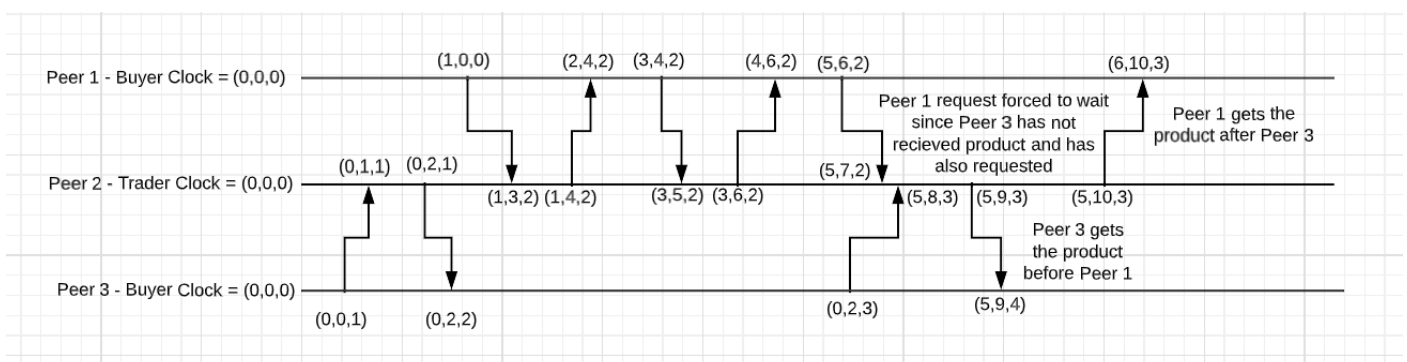 (1,0,0)
(2,4,2)
(3,4,2)
(4,6,2)
(5,6,2)
(6,10,3)
Peer 1 - Buyer Clock = (0,0,0)
Peer 1 request forced to wait
since Peer 3 has not
recieved product and has
also requested
Peer 1 gets the
product after Peer 3
(0,1,1)
(0,2,1)
(5,7,2)
Peer 2 - Trader Clock = (0,0,0)
(1,3,2)
(1,4,2)
(3,5,2)
(3,6,2)
(5,8,3)
(5,9,3)
(5,10,3)
Peer 3 gets
the product
before Peer 1
Peer 3 - Buyer Clock = (0,0,0)
(0,0,1)
(0,2,2)
(0,2,3)
(5,9,4)